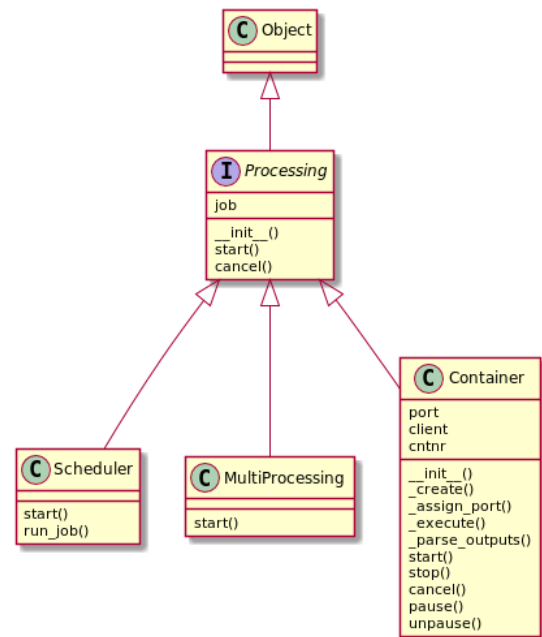 C Object
I Processing
job
__init__()
start()
cancel()
C Scheduler
start()
run_job()
C MultiProcessing
start()
C Container
port
client
cntnr
__init__()
_create()
_assign_port()
_execute()
_parse_outputs()
start()
stop()
cancel()
pause()
unpause()